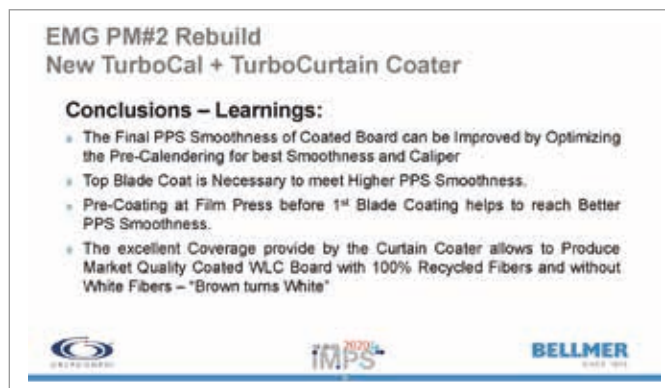 EMG PM#2 Rebuild
New TurboCal + TurboCurtain Coater
Conclusions – Learnings:
The Final PPS Smoothness of Coated Board can be Improved by Optimizing
the Pre-Calendering for best Smoothness and Caliper
Top Blade Coat is Necessary to meet Higher PPS Smoothness.
Pre-Coating at Film Press before 1st Blade Coating helps to reach Better
PPS Smoothness.
The excellent Coverage provide by the Curtain Coater allows to Produce
Market Quality Coated WLC Board with 100% Recycled Fibers and without
White Fibers – "Brown turns White"
iMPS 2020
BELLMER